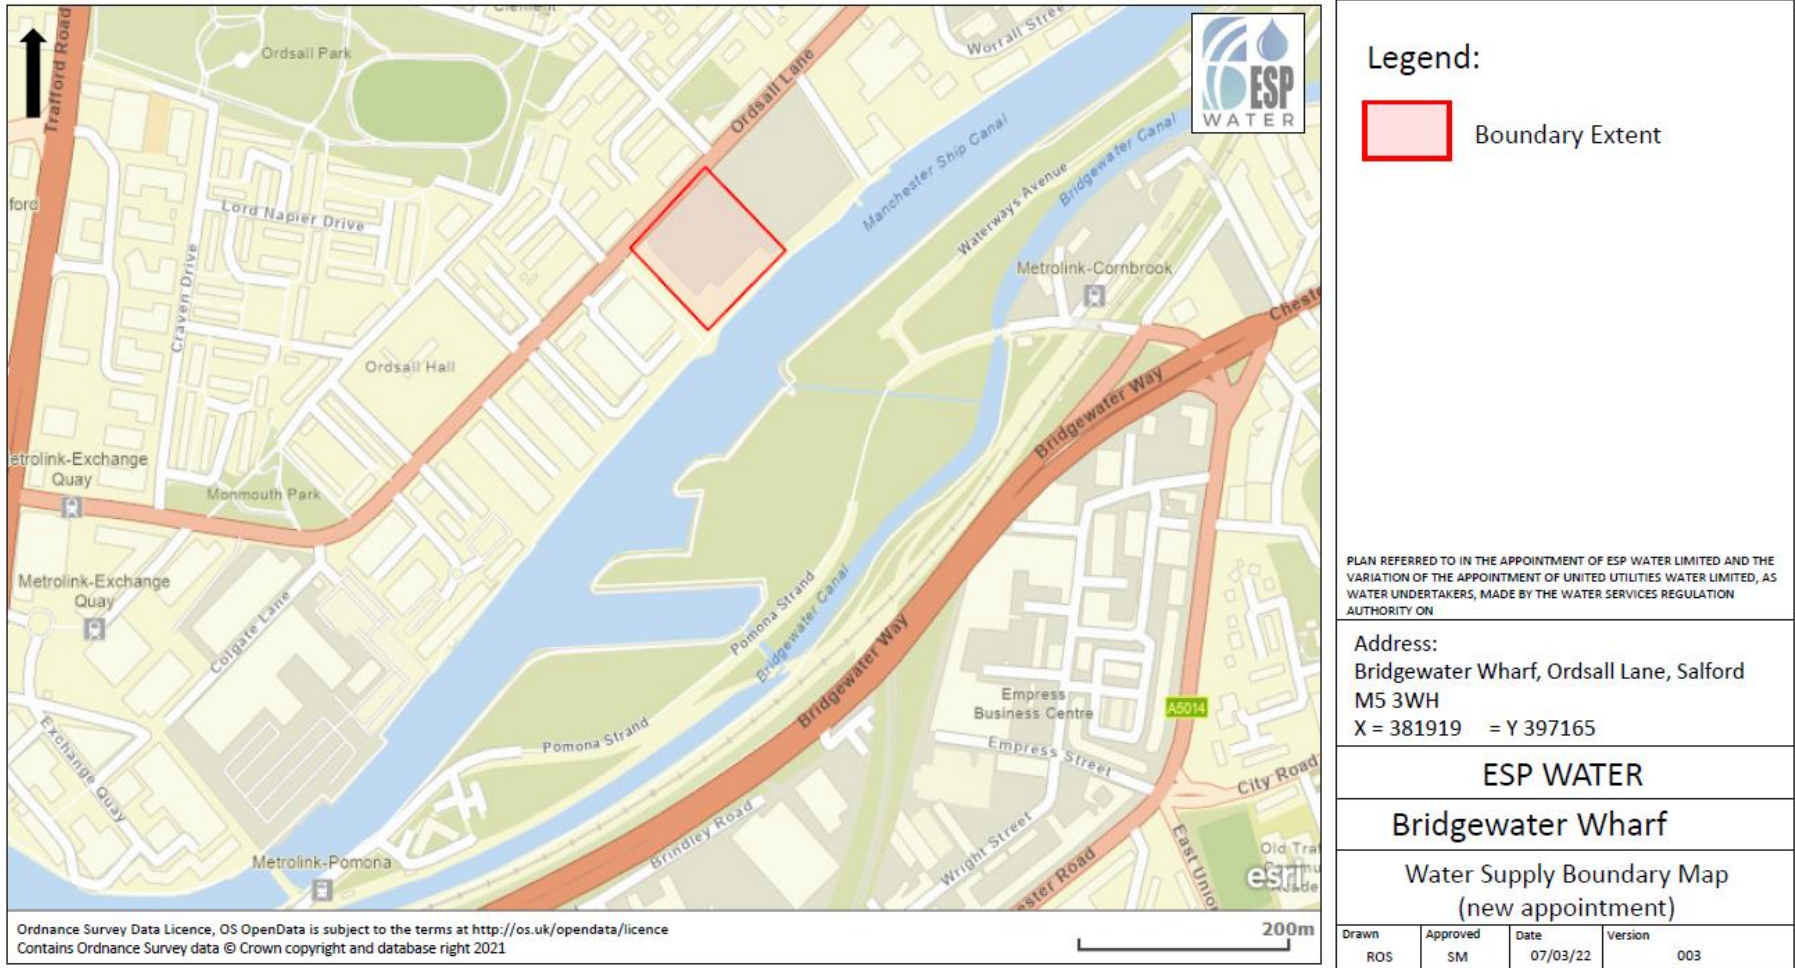 Clement
Trafford Road
Ordsall Park
Ordsall Lane
Worrall Stree
ESP
WATER
Manchester Ship Canal
Bridgewater Canal
Waterways Avenue
ford
Lord Napier Drive
Craven Drive
Metrolink-Cornbrook
Cheste
Ordsall Hall
Bridgewater Way
etrolink-Exchange
Quay
Monmouth Park
Metrolink-Exchange
Quay
Colgate Lane
Pomona Strand
Bridgewater Canal
Bridgewater Way
Empress
Business Centre
A5014
Pomona Strand
Empress Street
Exchange Quay
City Road
Brindley Road
Wright Street
Metrolink-Pomona
ester Road
East Union
Old Traf
esri
Ordnance Survey Data Licence, OS OpenData is subject to the terms at http://os.uk/opendata/licence
Contains Ordnance Survey data © Crown copyright and database right 2021
200m
Legend:
Boundary Extent
PLAN REFERRED TO IN THE APPOINTMENT OF ESP WATER LIMITED AND THE
VARIATION OF THE APPOINTMENT OF UNITED UTILITIES WATER LIMITED, AS
WATER UNDERTAKERS, MADE BY THE WATER SERVICES REGULATION
AUTHORITY ON
Address:
Bridgewater Wharf, Ordsall Lane, Salford
M5 3WH
X = 381919 = Y 397165
ESP WATER
Bridgewater Wharf
Water Supply Boundary Map
(new appointment)
Drawn Approved Date Version
ROS SM 07/03/22 003